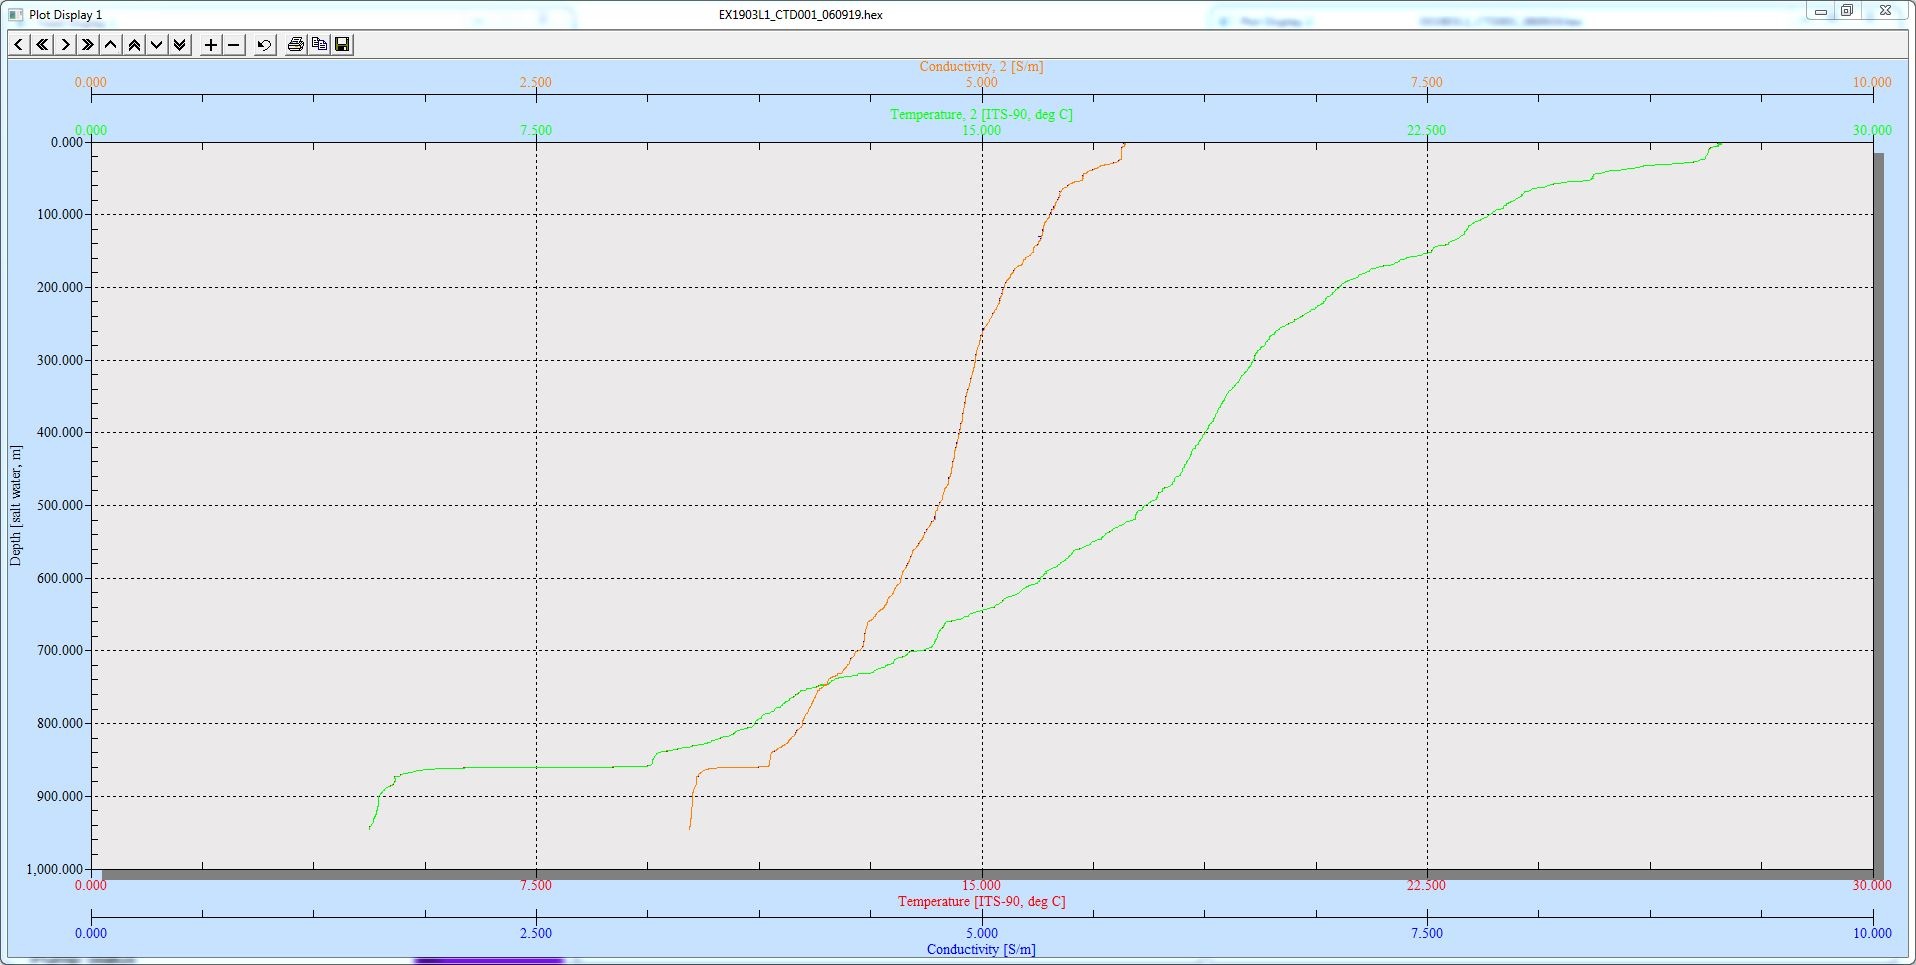 Plot Display 1 EX1903L1_CTD001_060919.hex
Conductivity, 2 [S/m]
0.000 2.500 5.000 7.500 10.000
Temperature, 2 [ITS-90, deg C]
0.000 7.500 15.000 22.500 30.000
0.000
100.000
200.000
300.000
400.000
Depth [salt water, m]
500.000
600.000
700.000
800.000
900.000
1,000.000
0.000 7.500 15.000 22.500 30.000
Temperature [ITS-90, deg C]
0.000 2.500 5.000 7.500 10.000
Conductivity [S/m]